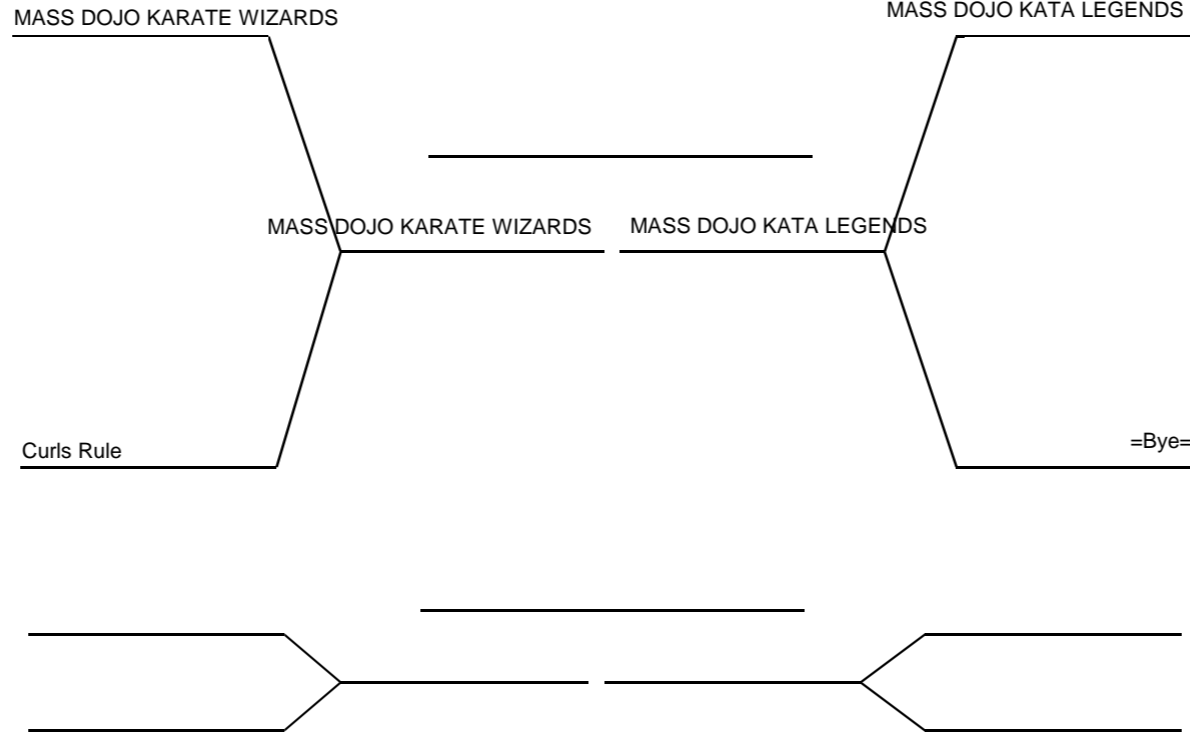 MASS DOJO KARATE WIZARDS
MASS DOJO KATA LEGENDS
MASS DOJO KARATE WIZARDS
MASS DOJO KATA LEGENDS
Curls Rule
=Bye=